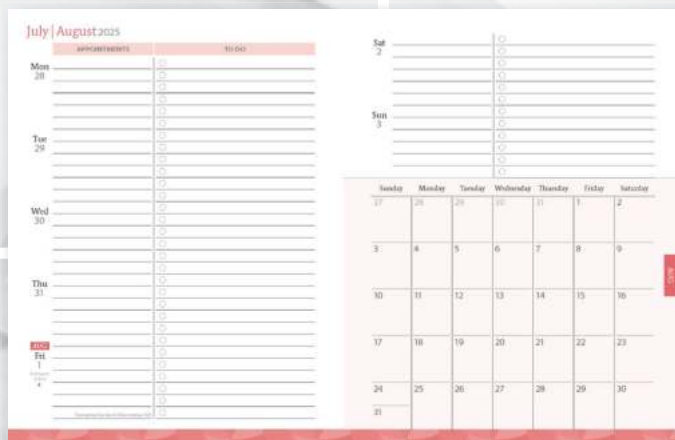 July | August 2025
APPOINTMENTS TO DO
Mon
28
Tue
29
Wed
30
Thu
31
AUG
Fri
1
Sat
2
Sun
3
Sunday Monday Tuesday Wednesday Thursday Friday Saturday
27 28 29 30 31 1 2
3 4 5 6 7 8 9
10 11 12 13 14 15 16
17 18 19 20 21 22 23
24 25 26 27 28 29 30
31
AUG